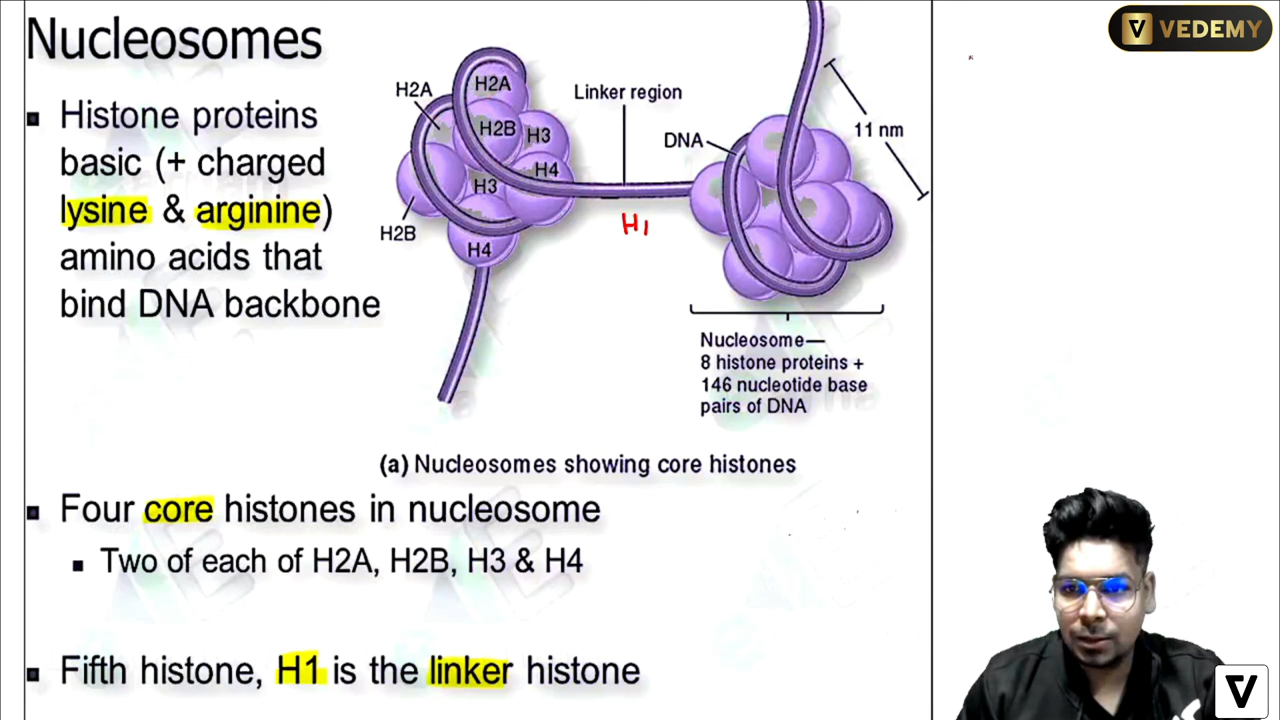 Nucleosomes
VEDEMY
▪ Histone proteins
basic (+ charged
lysine & arginine)
amino acids that
bind DNA backbone
H2A
H2A
H2B
H3
H4
H3
H2B
H4
Linker region
H1
DNA
11 nm
Nucleosome—
8 histone proteins +
146 nucleotide base
pairs of DNA
(a) Nucleosomes showing core histones
▪ Four core histones in nucleosome
▪ Two of each of H2A, H2B, H3 & H4
▪ Fifth histone, H1 is the linker histone